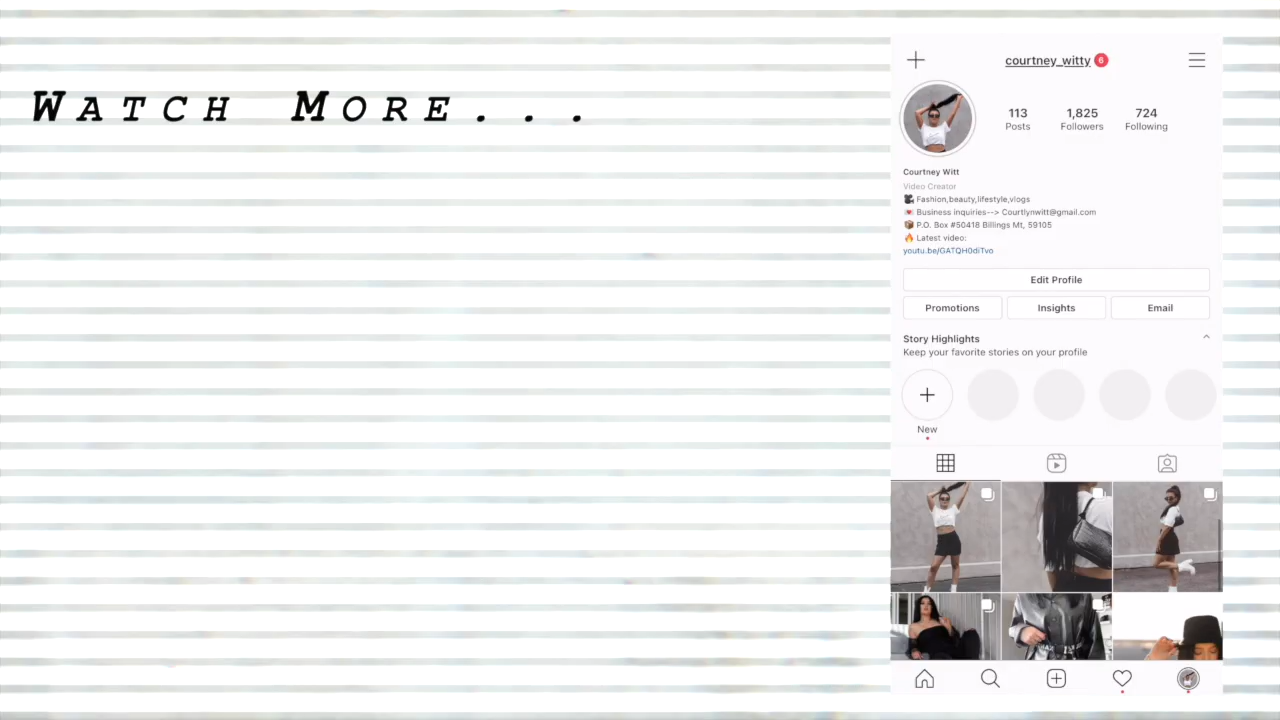 WATCH MORE...
courtney_witty 6
113 1,825 724
Posts Followers Following
Courtney Witt
Video Creator
🎥 Fashion,beauty,lifestyle,vlogs
💌 Business inquiries--> Courtlynwitt@gmail.com
📦 P.O. Box #50418 Billings Mt, 59105
🔥 Latest video:
youtu.be/GATQH0diTvo
Edit Profile
Promotions Insights Email
Story Highlights
Keep your favorite stories on your profile
New